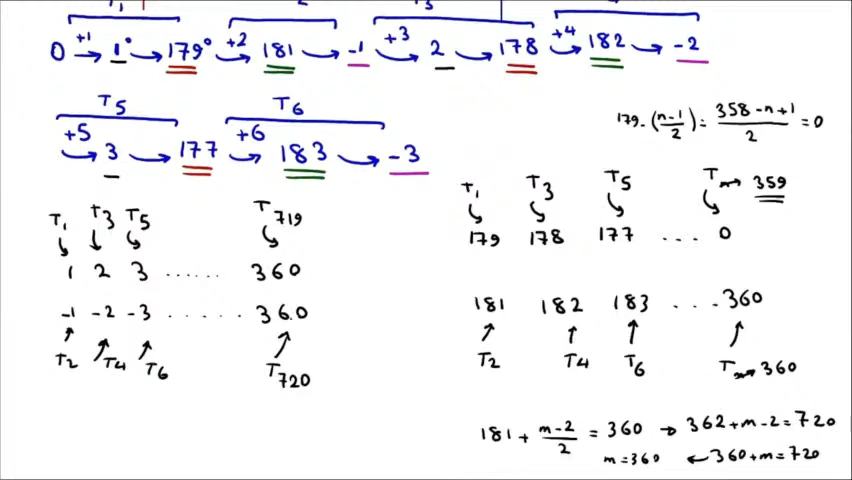 0 +1→ 1° → 179° +2→ 181 → -1 +3→ 2 → 178 +4→ 182 → -2
T5 T6
+5→ 3 → 177 +6→ 183 → -3
179 - (n-1/2) = 358-n+1/2 = 0
T1 T3 T5 Tn → 359
179 178 177 .... 0
T1 T3 T5 T719
1 2 3 ...... 360
-1 -2 -3 ...... 360
T2 T4 T6 T720
181 182 183 ... 360
T2 T4 T6 Tm → 360
181 + m-2/2 = 360 → 362+m-2=720
m=360 ← 360+m=720